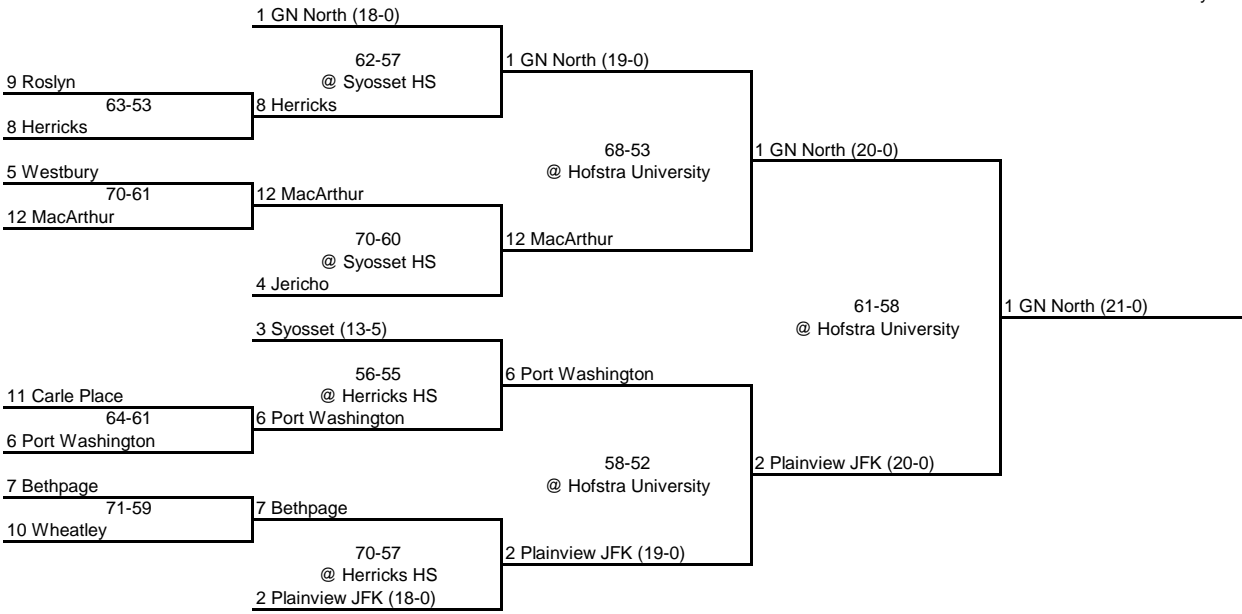 1 GN North (18-0)
62-57
@ Syosset HS
1 GN North (19-0)
9 Roslyn
63-53
8 Herricks
8 Herricks
68-53
@ Hofstra University
1 GN North (20-0)
5 Westbury
70-61
12 MacArthur
12 MacArthur
70-60
@ Syosset HS
12 MacArthur
4 Jericho
61-58
@ Hofstra University
1 GN North (21-0)
3 Syosset (13-5)
56-55
@ Herricks HS
6 Port Washington
11 Carle Place
64-61
6 Port Washington
6 Port Washington
58-52
@ Hofstra University
2 Plainview JFK (20-0)
7 Bethpage
71-59
10 Wheatley
7 Bethpage
70-57
@ Herricks HS
2 Plainview JFK (19-0)
2 Plainview JFK (18-0)